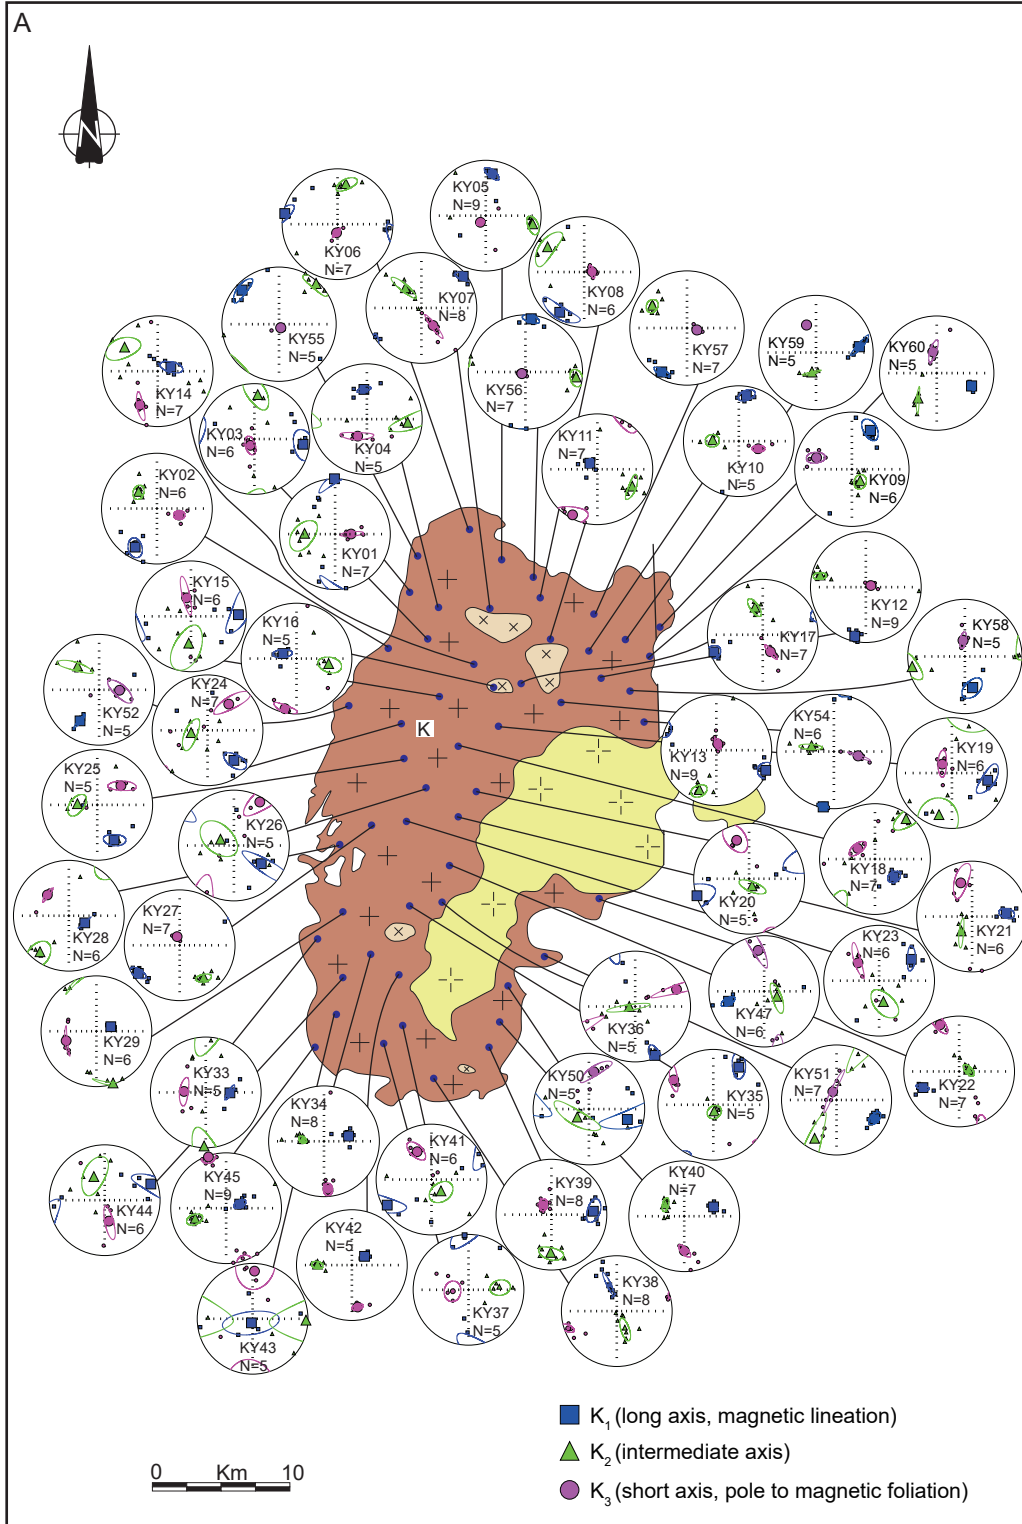 A
N
KY05
N=9
KY06
N=7
KY07
N=8
KY08
N=6
KY55
N=5
KY57
N=7
KY59
N=5
KY60
N=5
KY14
N=7
KY56
N=7
KY03
N=6
KY04
N=5
KY11
N=7
KY10
N=5
KY09
N=6
KY02
N=6
KY01
N=7
KY12
N=9
KY15
N=6
KY16
N=5
KY17
N=7
KY58
N=5
KY52
N=5
KY24
N=7
K
KY54
N=6
KY13
N=9
KY19
N=6
KY25
N=5
KY26
N=5
KY18
N=7
KY20
N=5
KY21
N=6
KY28
N=6
KY27
N=7
KY23
N=6
KY47
N=6
KY36
N=5
KY29
N=6
KY33
N=5
KY50
N=5
KY35
N=5
KY51
N=7
KY22
N=7
KY34
N=8
KY41
N=6
KY45
N=9
KY44
N=6
KY39
N=8
KY40
N=7
KY42
N=5
KY37
N=5
KY38
N=8
KY43
N=5
K1 (long axis, magnetic lineation)
K2 (intermediate axis)
K3 (short axis, pole to magnetic foliation)
0 Km 10